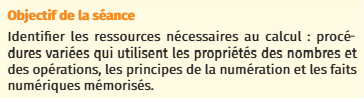 Objectif de la séance
Identifier les ressources nécessaires au calcul : procé-
dures variées qui utilisent les propriétés des nombres et
des opérations, les principes de la numération et les faits
numériques mémorisés.